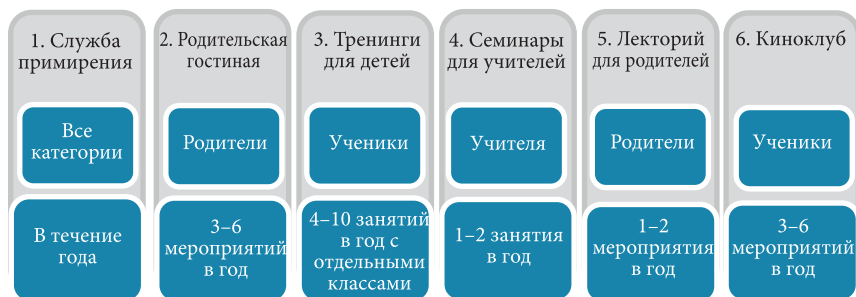 1. Служба
примирения
Все
категории
В течение
года
2. Родительская
гостиная
Родители
3–6
мероприятий
в год
3. Тренинги
для детей
Ученики
4–10 занятий
в год с
отдельными
классами
4. Семинары
для учителей
Учителя
1–2 занятия
в год
5. Лекторий
для родителей
Родители
1–2
мероприятия
в год
6. Киноклуб
Ученики
3–6
мероприятий
в год